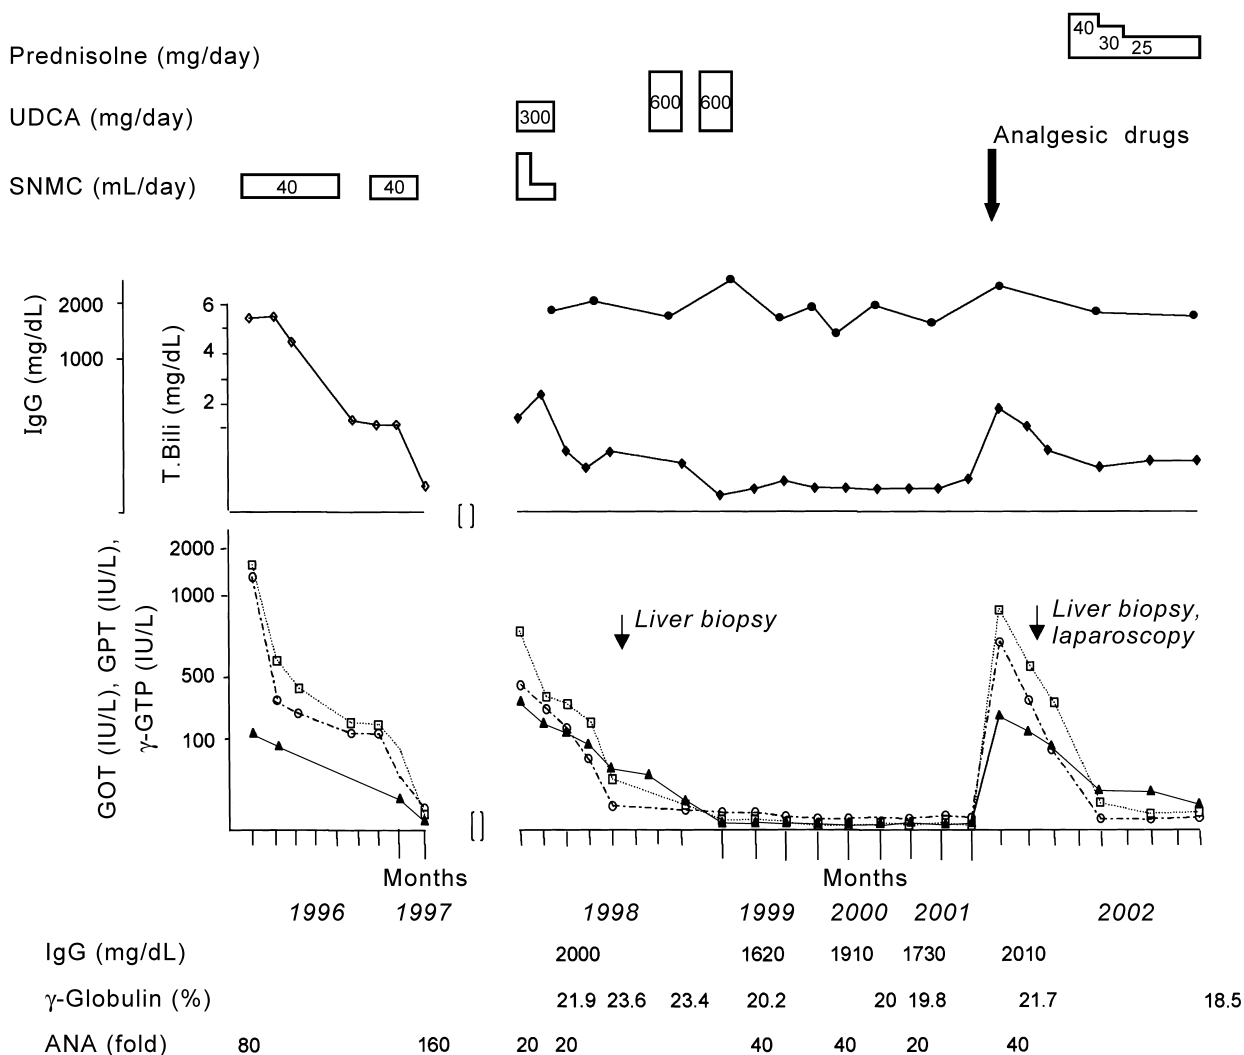 Prednisolne (mg/day)
40
30
25
UDCA (mg/day)
300
600
600
Analgesic drugs
SNMC (mL/day)
40
40
IgG (mg/dL)
2000
1000
T.Bili (mg/dL)
6
4
2
GOT (IU/L), GPT (IU/L),
γ-GTP (IU/L)
2000
1000
500
100
Liver biopsy
Liver biopsy,
laparoscopy
Months
Months
1996 1997 1998 1999 2000 2001 2002
IgG (mg/dL) 2000 1620 1910 1730 2010
γ-Globulin (%) 21.9 23.6 23.4 20.2 20 19.8 21.7 18.5
ANA (fold) 80 160 20 20 40 40 20 40